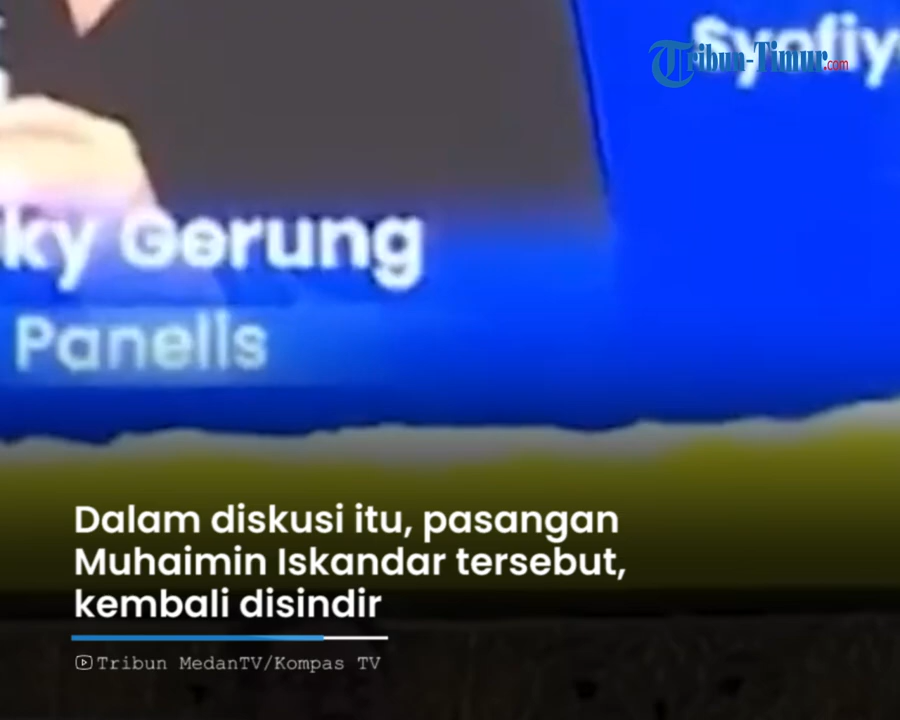 Tribun-Timur.com
ky Gerung
Panelis
Dalam diskusi itu, pasangan
Muhaimin Iskandar tersebut,
kembali disindir
Tribun MedanTV/Kompas TV